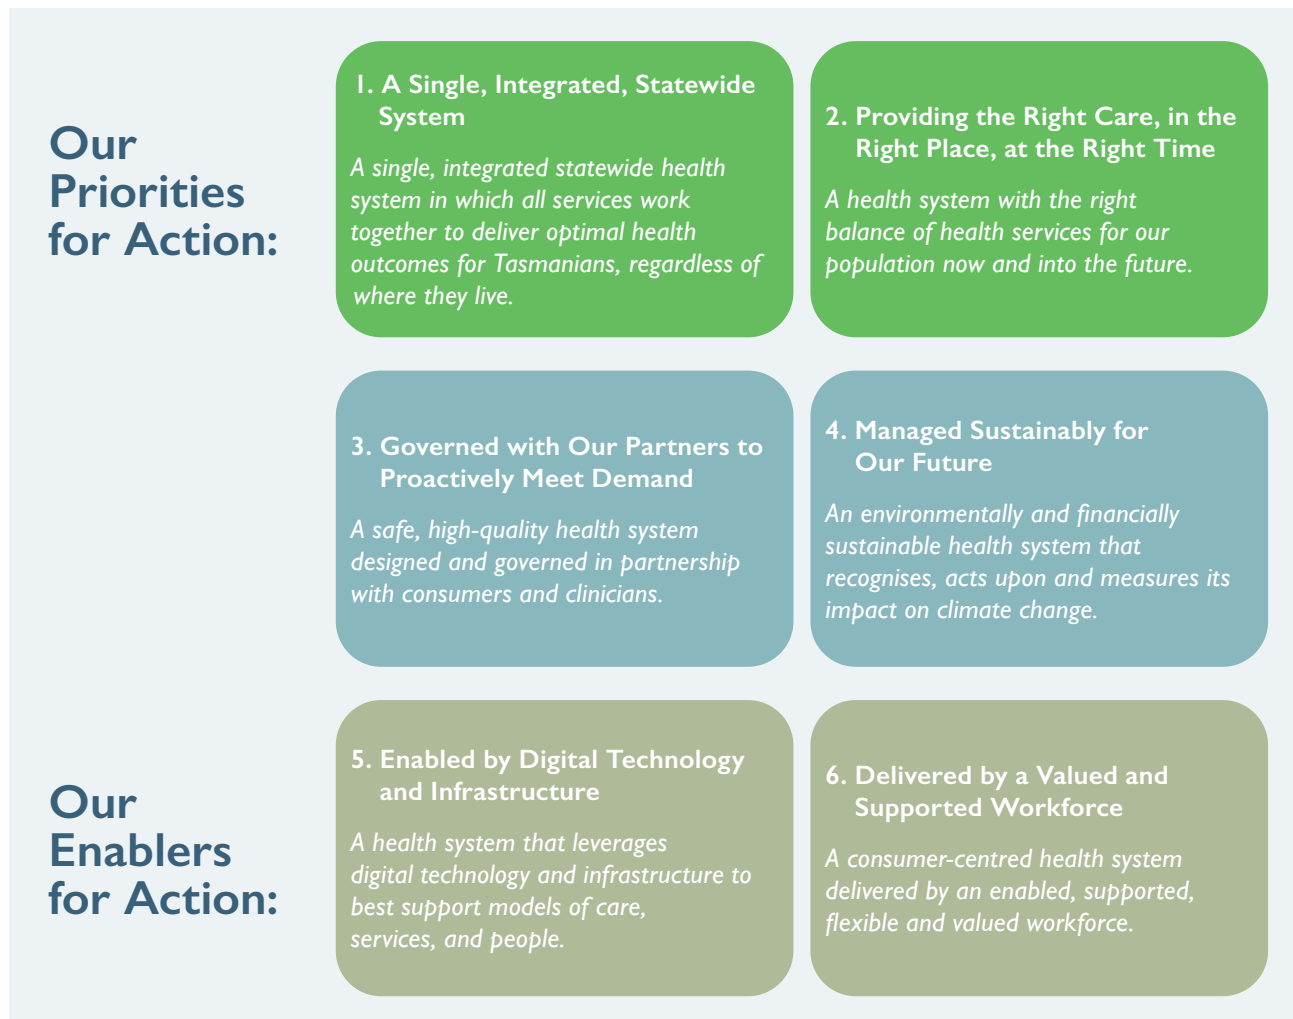 Our
Priorities
for Action:
1. A Single, Integrated, Statewide
System
A single, integrated statewide health
system in which all services work
together to deliver optimal health
outcomes for Tasmanians, regardless of
where they live.
2. Providing the Right Care, in the
Right Place, at the Right Time
A health system with the right
balance of health services for our
population now and into the future.
3. Governed with Our Partners to
Proactively Meet Demand
A safe, high-quality health system
designed and governed in partnership
with consumers and clinicians.
4. Managed Sustainably for
Our Future
An environmentally and financially
sustainable health system that
recognises, acts upon and measures its
impact on climate change.
Our
Enablers
for Action:
5. Enabled by Digital Technology
and Infrastructure
A health system that leverages
digital technology and infrastructure to
best support models of care,
services, and people.
6. Delivered by a Valued and
Supported Workforce
A consumer-centred health system
delivered by an enabled, supported,
flexible and valued workforce.